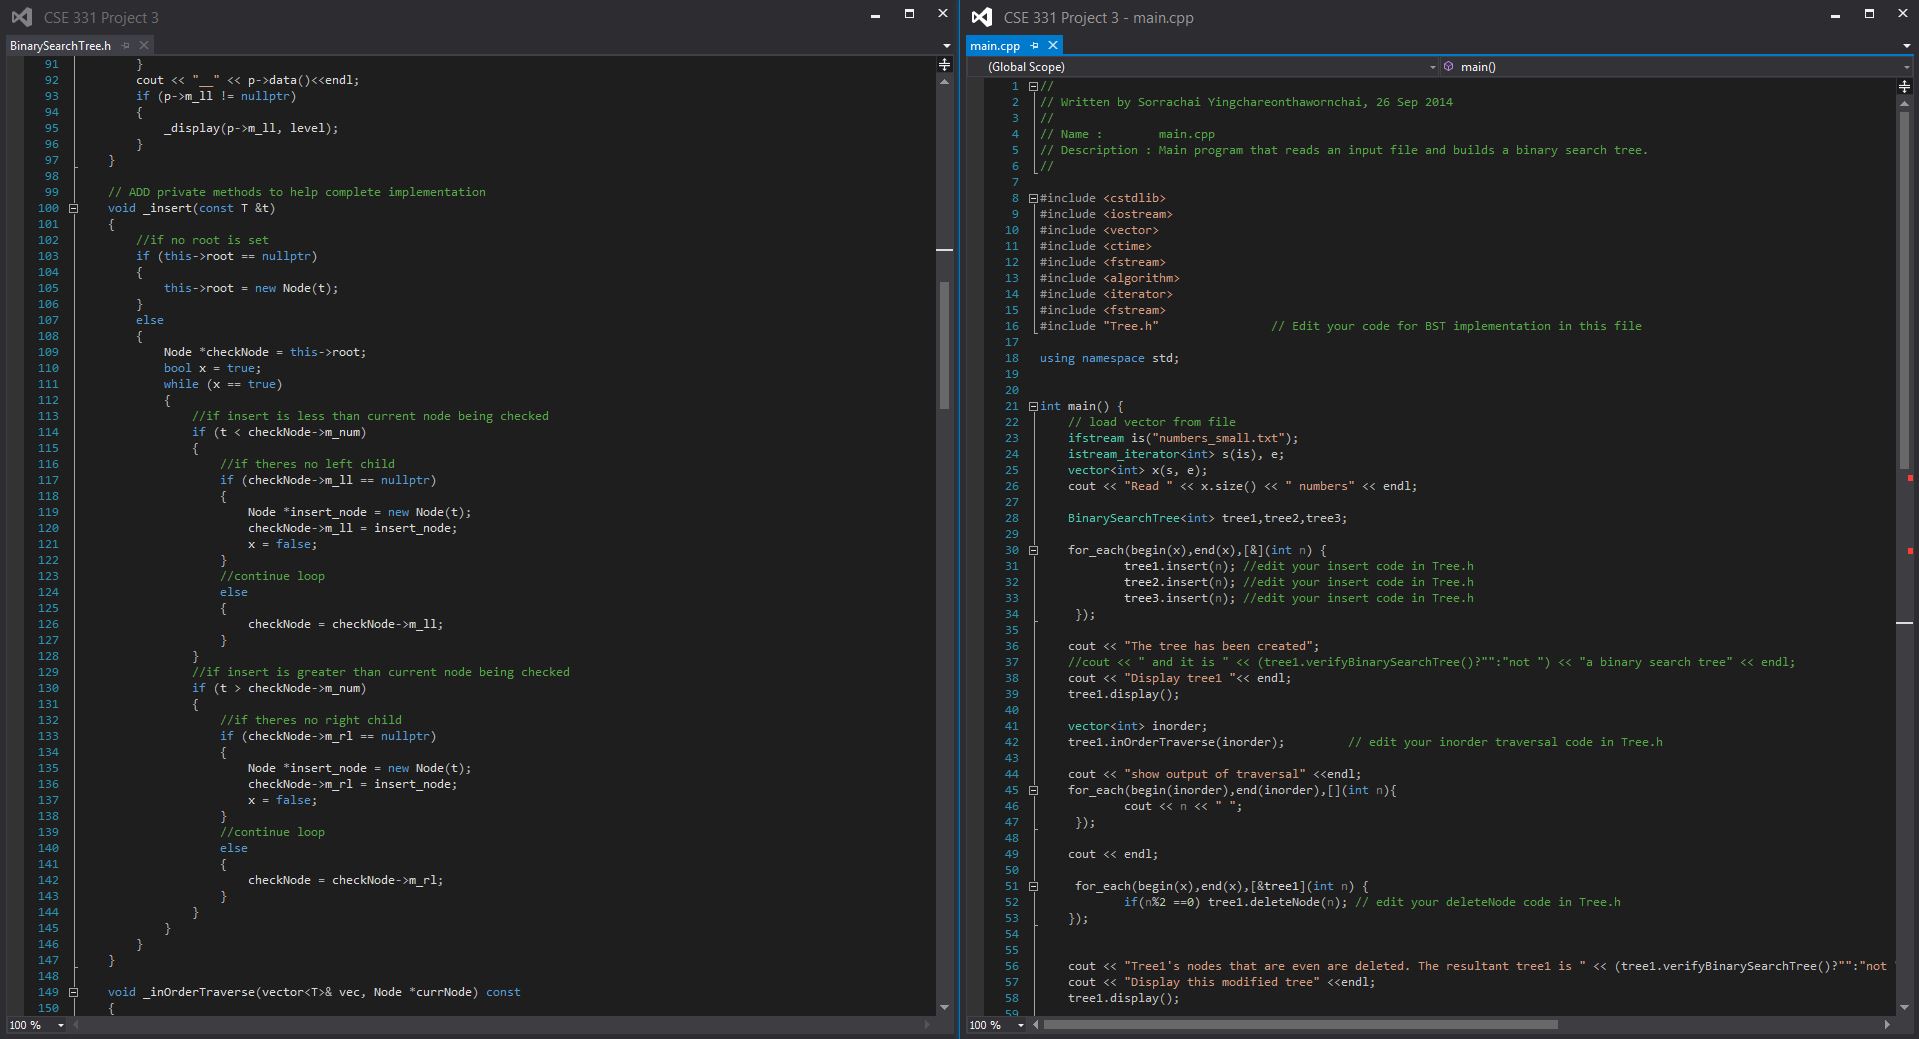 CSE 331 Project 3
BinarySearchTree.h
91 }
92 cout << "__" << p->data()<<endl;
93 if (p->m_ll != nullptr)
94 {
95 _display(p->m_ll, level);
96 }
97 }
98
99 // ADD private methods to help complete implementation
100 void _insert(const T &t)
101 {
102 //if no root is set
103 if (this->root == nullptr)
104 {
105 this->root = new Node(t);
106 }
107 else
108 {
109 Node *checkNode = this->root;
110 bool x = true;
111 while (x == true)
112 {
113 //if insert is less than current node being checked
114 if (t < checkNode->m_num)
115 {
116 //if theres no left child
117 if (checkNode->m_ll == nullptr)
118 {
119 Node *insert_node = new Node(t);
120 checkNode->m_ll = insert_node;
121 x = false;
122 }
123 //continue loop
124 else
125 {
126 checkNode = checkNode->m_ll;
127 }
128 }
129 //if insert is greater than current node being checked
130 if (t > checkNode->m_num)
131 {
132 //if theres no right child
133 if (checkNode->m_rl == nullptr)
134 {
135 Node *insert_node = new Node(t);
136 checkNode->m_rl = insert_node;
137 x = false;
138 }
139 //continue loop
140 else
141 {
142 checkNode = checkNode->m_rl;
143 }
144 }
145 }
146 }
147 }
148
149 void _inOrderTraverse(vector<T>& vec, Node *currNode) const
150 {
100 %
CSE 331 Project 3 - main.cpp
main.cpp
(Global Scope) main()
1 //
2 // Written by Sorrachai Yingchareonthawornchai, 26 Sep 2014
3 //
4 // Name : main.cpp
5 // Description : Main program that reads an input file and builds a binary search tree.
6 //
7
8 #include <cstdlib>
9 #include <iostream>
10 #include <vector>
11 #include <ctime>
12 #include <fstream>
13 #include <algorithm>
14 #include <iterator>
15 #include <fstream>
16 #include "Tree.h" // Edit your code for BST implementation in this file
17
18 using namespace std;
19
20
21 int main() {
22 // load vector from file
23 ifstream is("numbers_small.txt");
24 istream_iterator<int> s(is), e;
25 vector<int> x(s, e);
26 cout << "Read " << x.size() << " numbers" << endl;
27
28 BinarySearchTree<int> tree1,tree2,tree3;
29
30 for_each(begin(x),end(x),[&](int n) {
31 tree1.insert(n); //edit your insert code in Tree.h
32 tree2.insert(n); //edit your insert code in Tree.h
33 tree3.insert(n); //edit your insert code in Tree.h
34 });
35
36 cout << "The tree has been created";
37 //cout << " and it is " << (tree1.verifyBinarySearchTree()?"":"not ") << "a binary search tree" << endl;
38 cout << "Display tree1 "<< endl;
39 tree1.display();
40
41 vector<int> inorder;
42 tree1.inOrderTraverse(inorder); // edit your inorder traversal code in Tree.h
43
44 cout << "show output of traversal" <<endl;
45 for_each(begin(inorder),end(inorder),[](int n){
46 cout << n << " ";
47 });
48
49 cout << endl;
50
51 for_each(begin(x),end(x),[&tree1](int n) {
52 if(n%2 ==0) tree1.deleteNode(n); // edit your deleteNode code in Tree.h
53 });
54
55
56 cout << "Tree1's nodes that are even are deleted. The resultant tree1 is " << (tree1.verifyBinarySearchTree()?"":"not "
57 cout << "Display this modified tree" <<endl;
58 tree1.display();
59
100 %